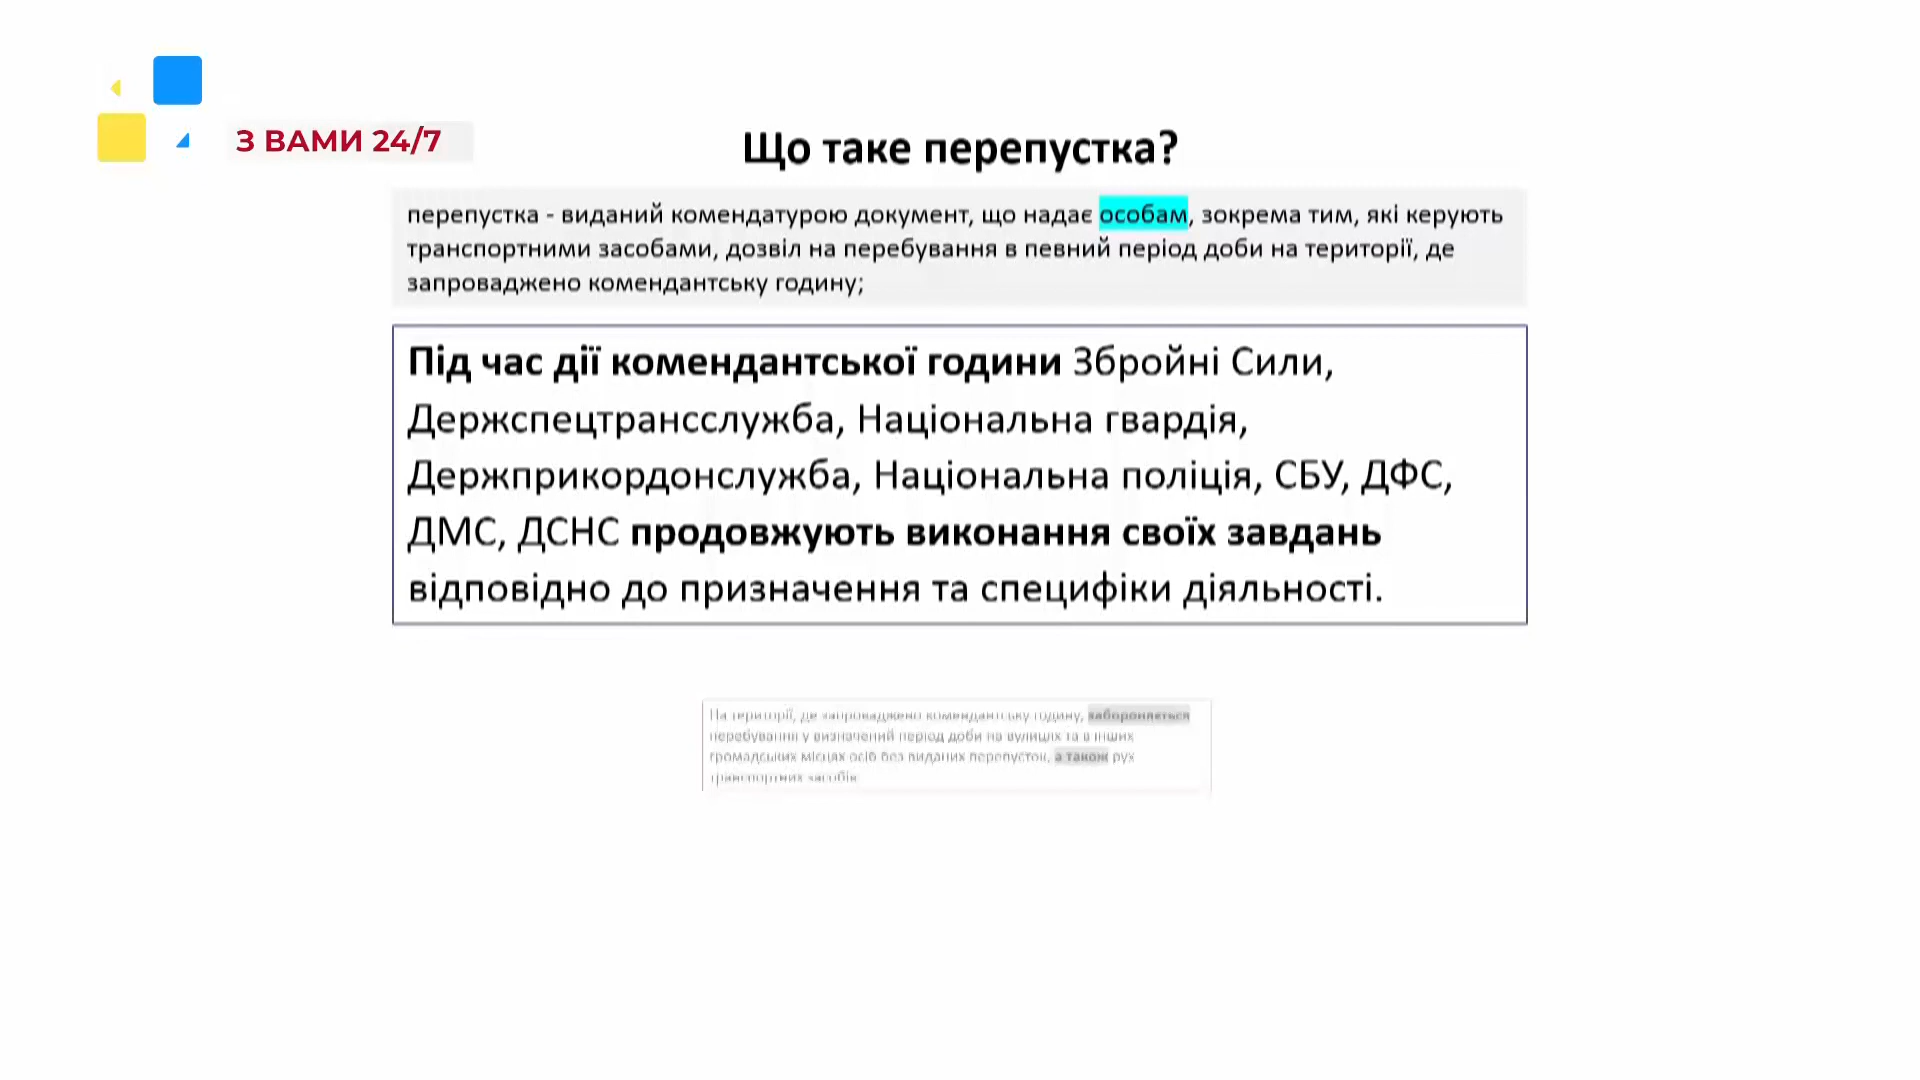 З ВАМИ 24/7
Що таке перепустка?
перепустка - виданий комендатурою документ, що надає особам, зокрема тим, які керують
транспортними засобами, дозвіл на перебування в певний період доби на території, де
запроваджено комендантську годину;
Під час дії комендантської години Збройні Сили,
Держспецтрансслужба, Національна гвардія,
Держприкордонслужба, Національна поліція, СБУ, ДФС,
ДМС, ДСНС продовжують виконання своїх завдань
відповідно до призначення та специфіки діяльності.
На території, де запроваджено комендантську годину, забороняється
перебування у визначений період доби на вулицях та в інших
громадських місцях осіб без виданих перепусток, а також рух
транспортних засобів